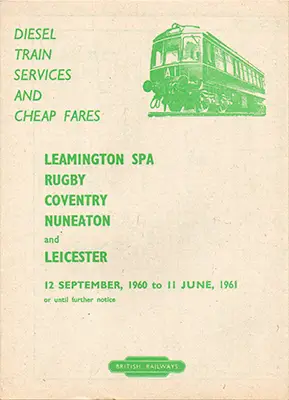 DIESEL
TRAIN
SERVICES
AND
CHEAP FARES
A
LEAMINGTON SPA
RUGBY
COVENTRY
NUNEATON
and
LEICESTER
12 SEPTEMBER, 1960 to 11 JUNE, 1961
or until further notice
BRITISH RAILWAYS